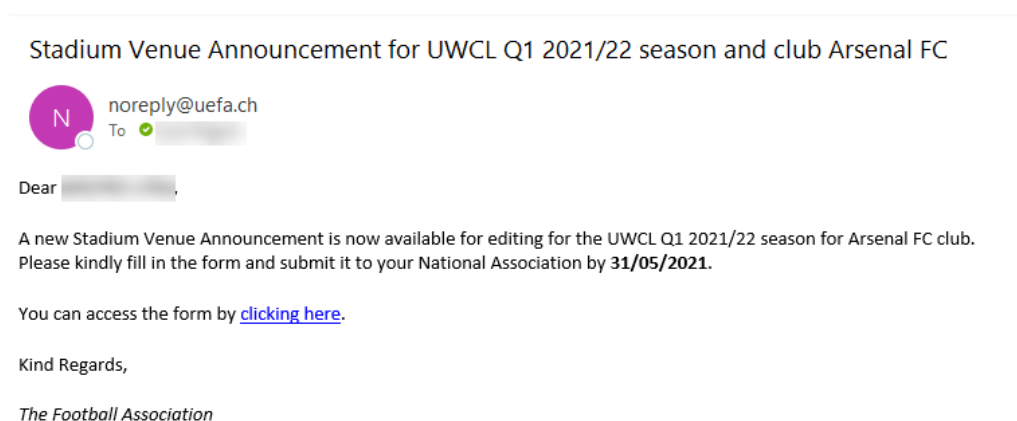 Stadium Venue Announcement for UWCL Q1 2021/22 season and club Arsenal FC
N
noreply@uefa.ch
To
Dear ,
A new Stadium Venue Announcement is now available for editing for the UWCL Q1 2021/22 season for Arsenal FC club.
Please kindly fill in the form and submit it to your National Association by 31/05/2021.
You can access the form by clicking here.
Kind Regards,
The Football Association